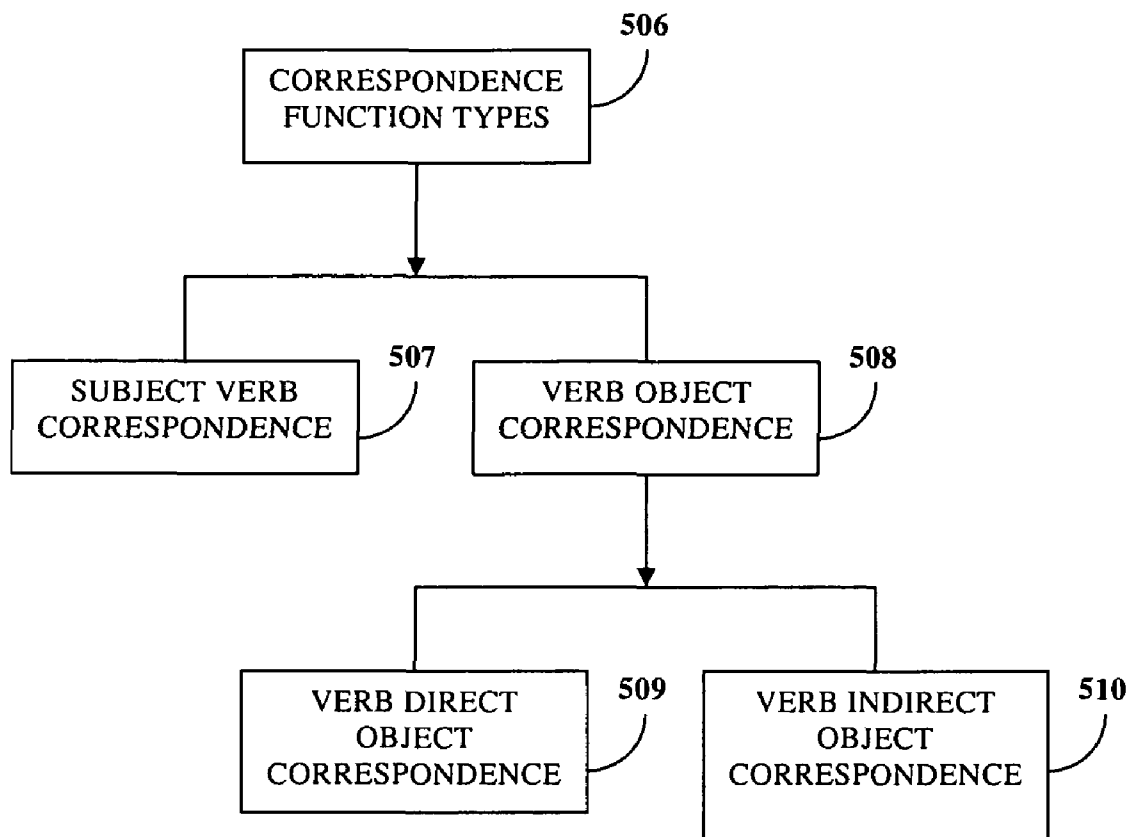 506
CORRESPONDENCE
FUNCTION TYPES
507
508
SUBJECT VERB
CORRESPONDENCE
VERB OBJECT
CORRESPONDENCE
509
510
VERB DIRECT
OBJECT
CORRESPONDENCE
VERB INDIRECT
OBJECT
CORRESPONDENCE